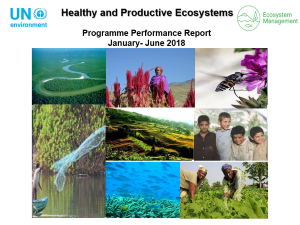 UN
environment
Healthy and Productive Ecosystems
Ecosystem
Management
Programme Performance Report
January- June 2018